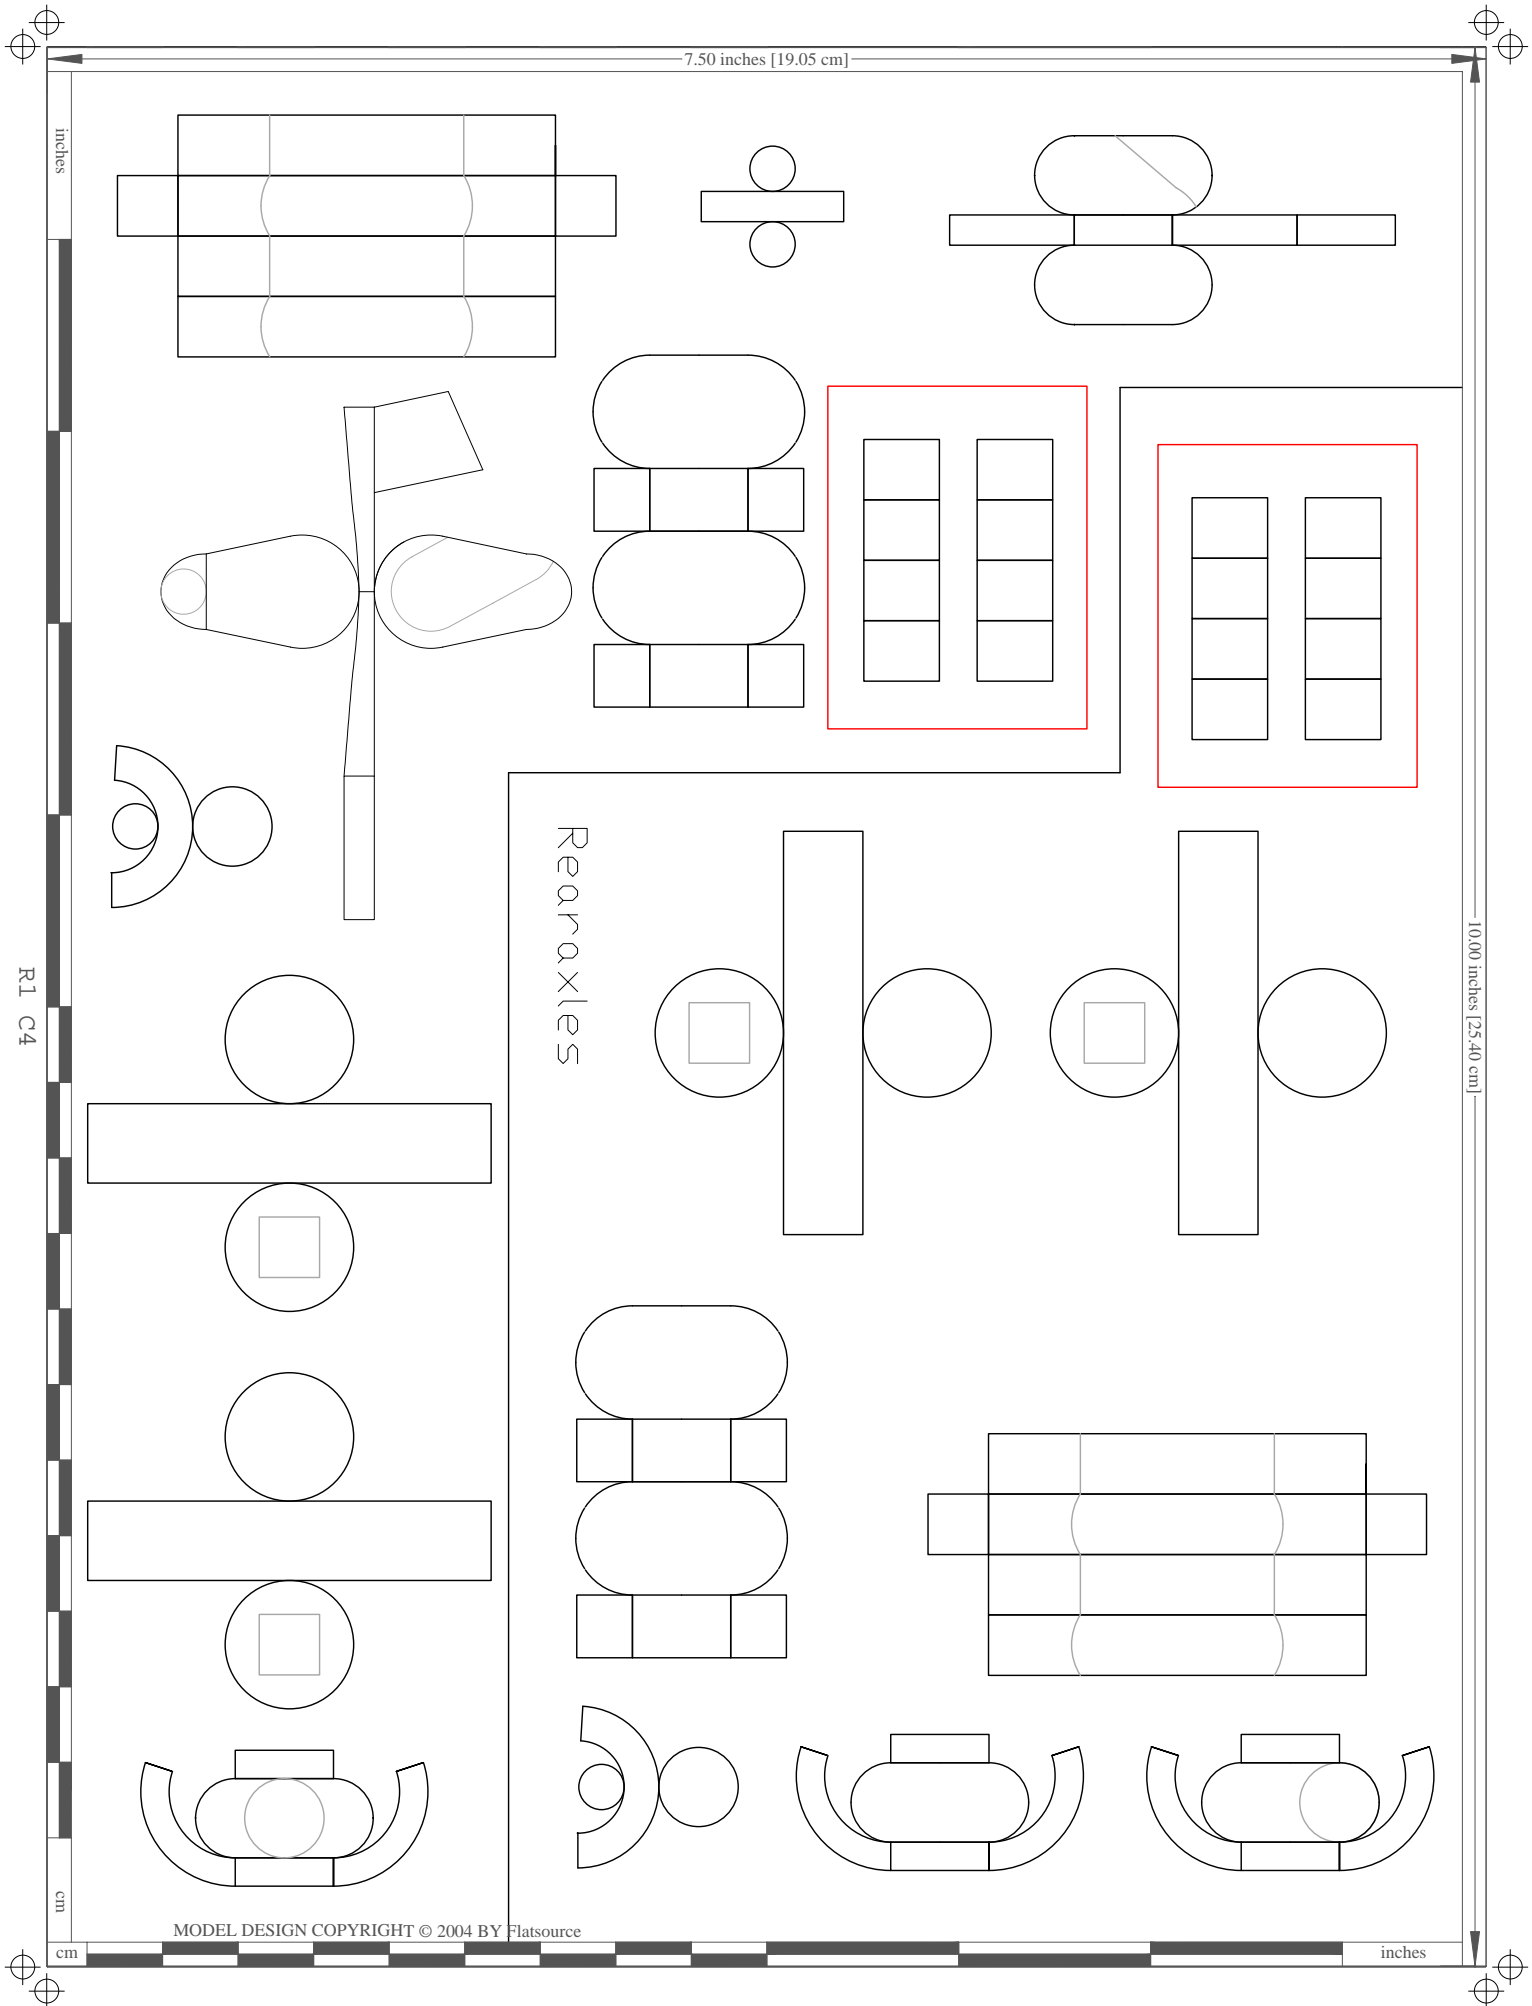 7.50 inches [19.05 cm]
inches
Rearaxles
10.00 inches [25.40 cm]
R1 C4
cm
MODEL DESIGN COPYRIGHT © 2004 BY Flatsource
cm
inches